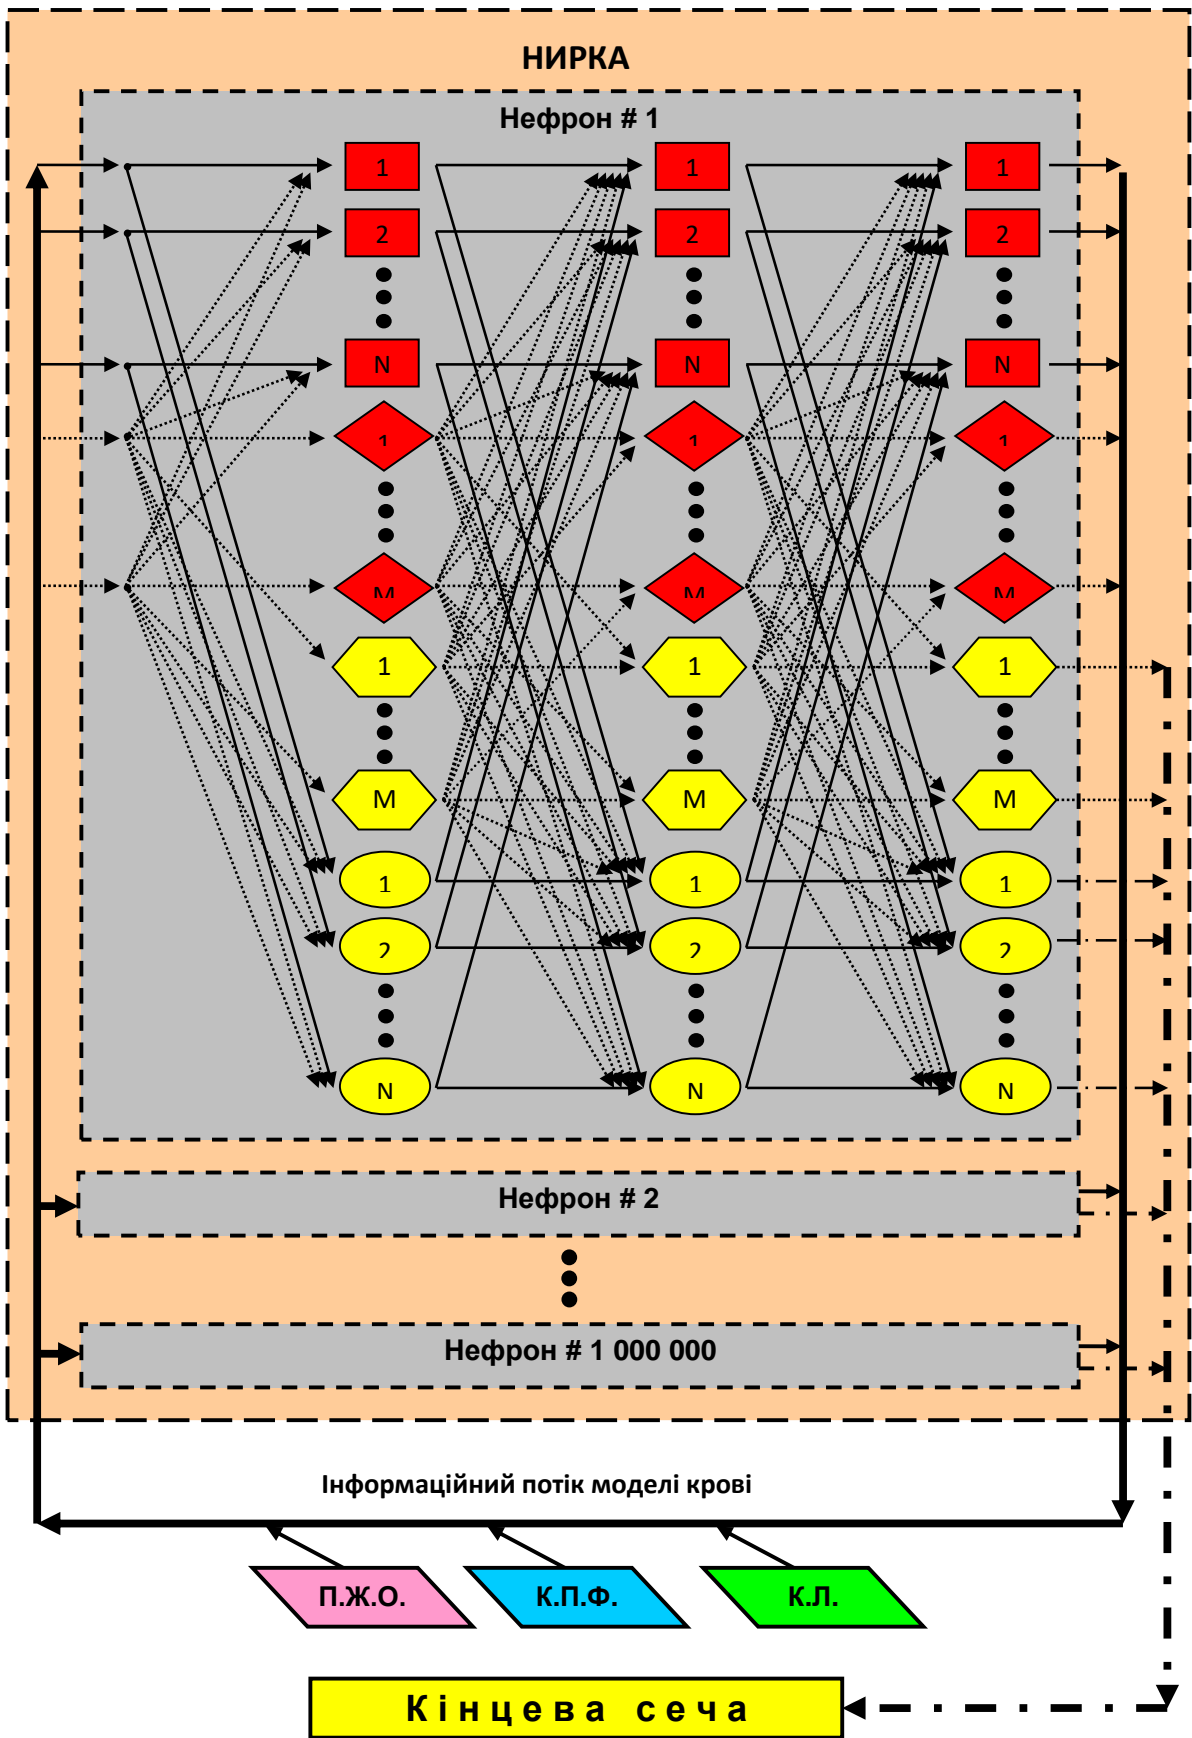 НИРКА
Нефрон # 1
1 1 1
2 2 2
N N N
1 1 1
M M M
1 1 1
M M M
1 1 1
2 2 2
N N N
Нефрон # 2
Нефрон # 1 000 000
Інформаційний потік моделі крові
П.Ж.О. К.П.Ф. К.Л.
Кінцева сеча